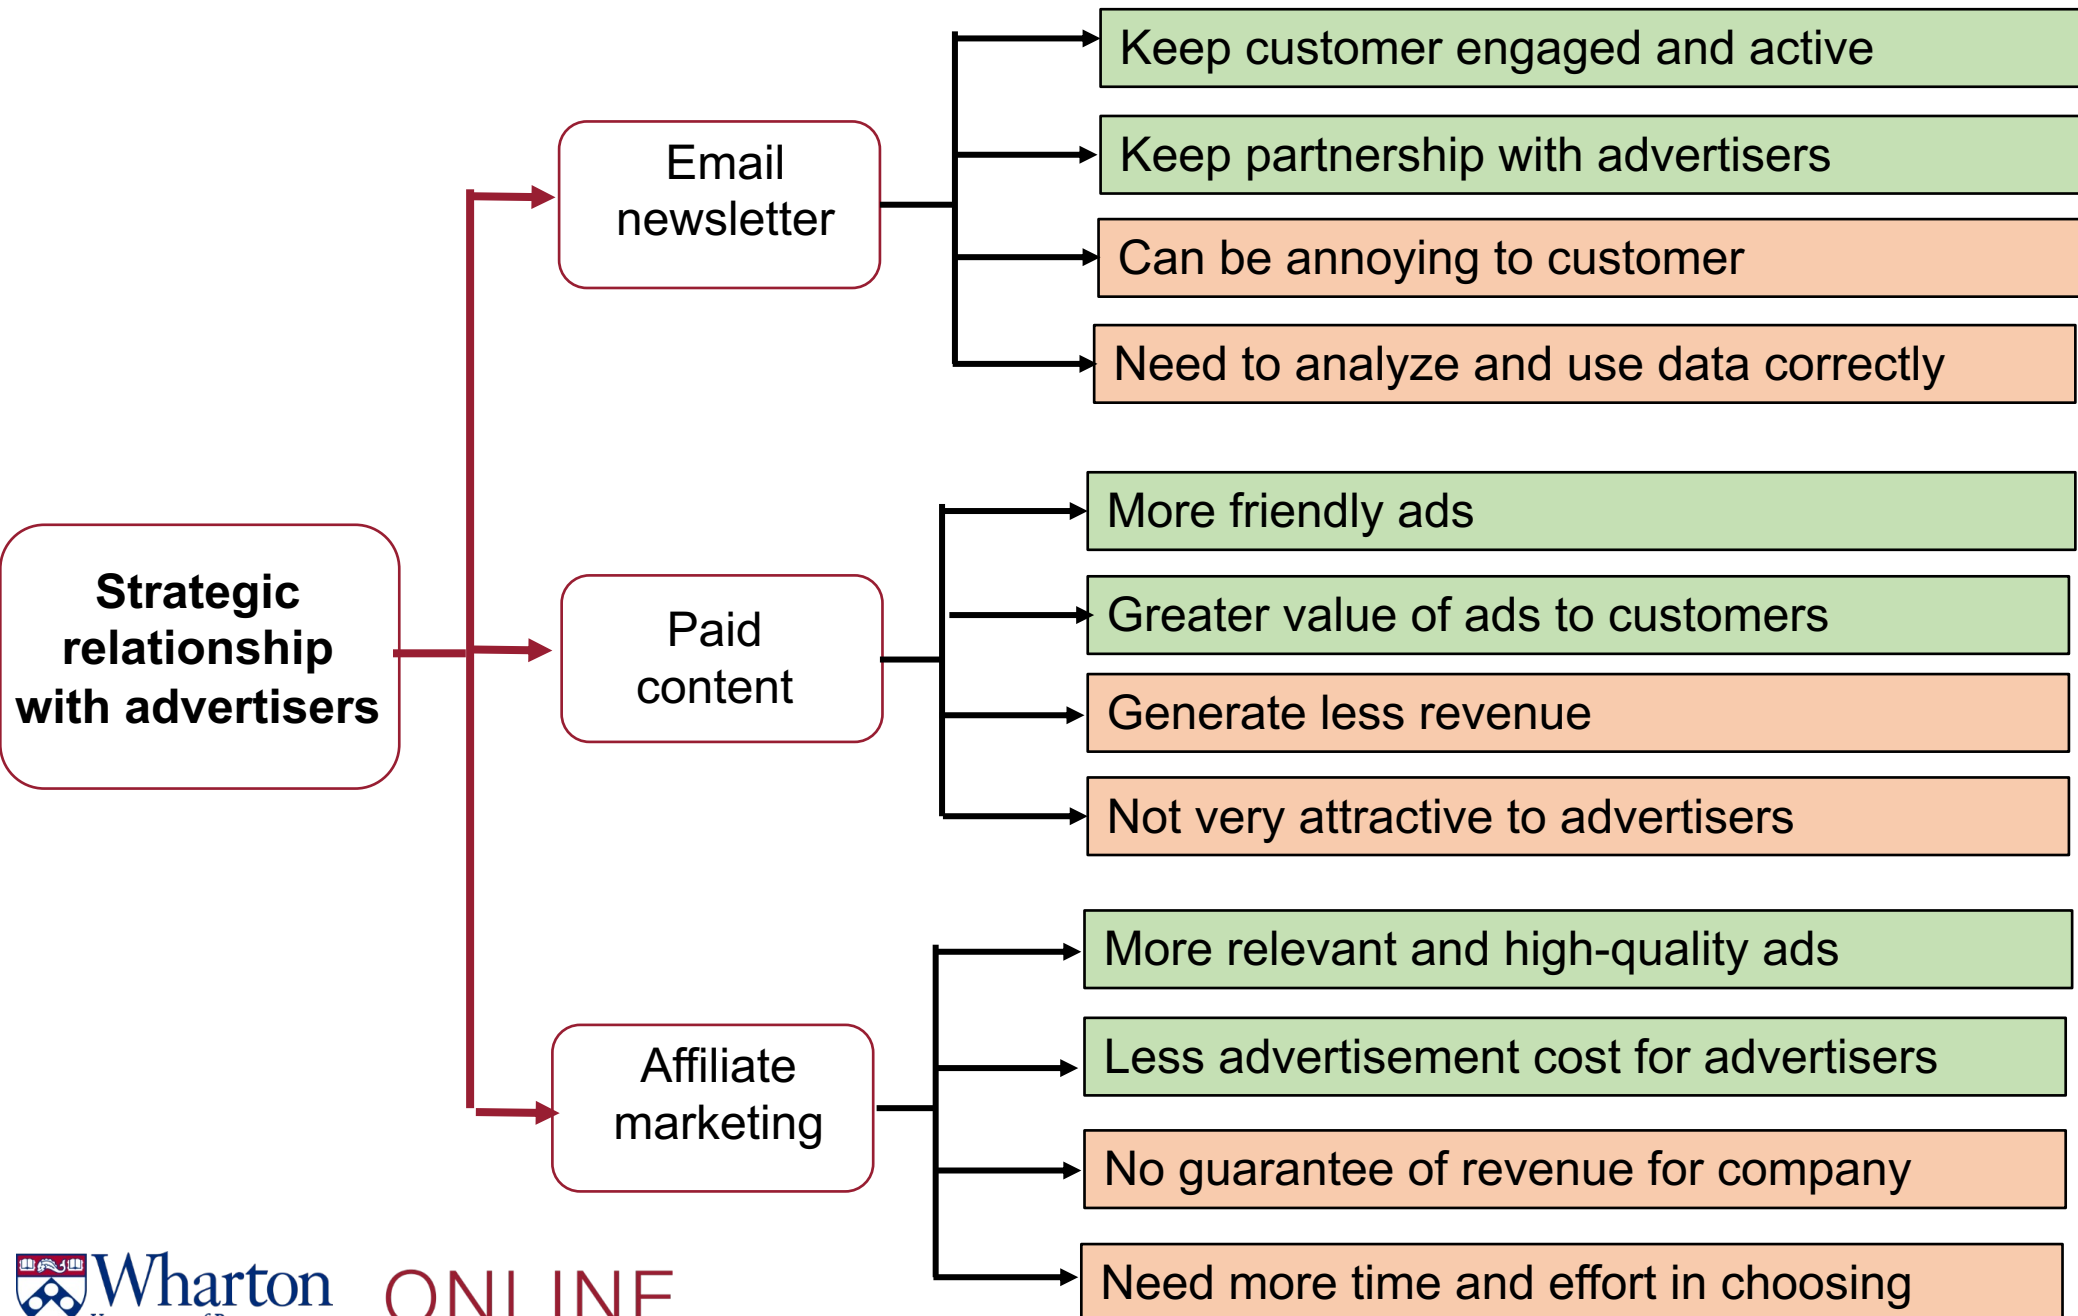 Strategic
relationship
with advertisers
Email
newsletter
Keep customer engaged and active
Keep partnership with advertisers
Can be annoying to customer
Need to analyze and use data correctly
Paid
content
More friendly ads
Greater value of ads to customers
Generate less revenue
Not very attractive to advertisers
Affiliate
marketing
More relevant and high-quality ads
Less advertisement cost for advertisers
No guarantee of revenue for company
Need more time and effort in choosing
Wharton
ONLINE